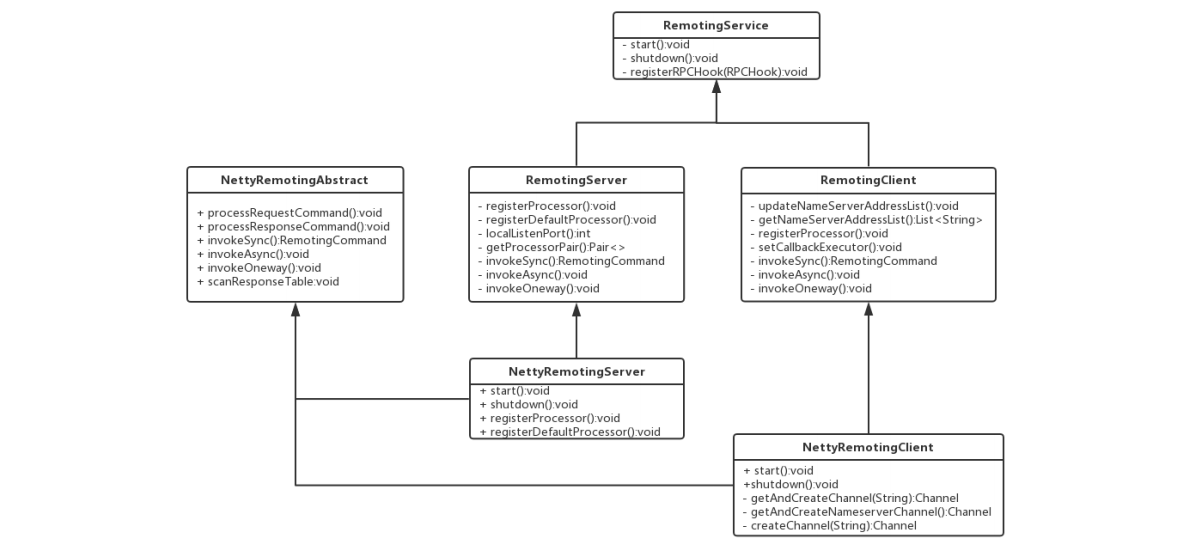 RemotingService
- start():void
- shutdown():void
- registerRPCHook(RPCHook):void
NettyRemotingAbstract
+ processRequestCommand():void
+ processResponseCommand():void
+ invokeSync():RemotingCommand
+ invokeAsync():void
+ invokeOneway():void
+ scanResponseTable:void
RemotingServer
- registerProcessor():void
- registerDefaultProcessor():void
- localListenPort():int
- getProcessorPair():Pair<>
- invokeSync():RemotingCommand
- invokeAsync():void
- invokeOneway():void
RemotingClient
- updateNameServerAddressList():void
- getNameServerAddressList():List<String>
- registerProcessor():void
- setCallbackExecutor():void
- invokeSync():RemotingCommand
- invokeAsync():void
- invokeOneway():void
NettyRemotingServer
+ start():void
+ shutdown():void
+ registerProcessor():void
+ registerDefaultProcessor():void
NettyRemotingClient
+ start():void
+shutdown():void
- getAndCreateChannel(String):Channel
- getAndCreateNameserverChannel():Channel
- createChannel(String):Channel